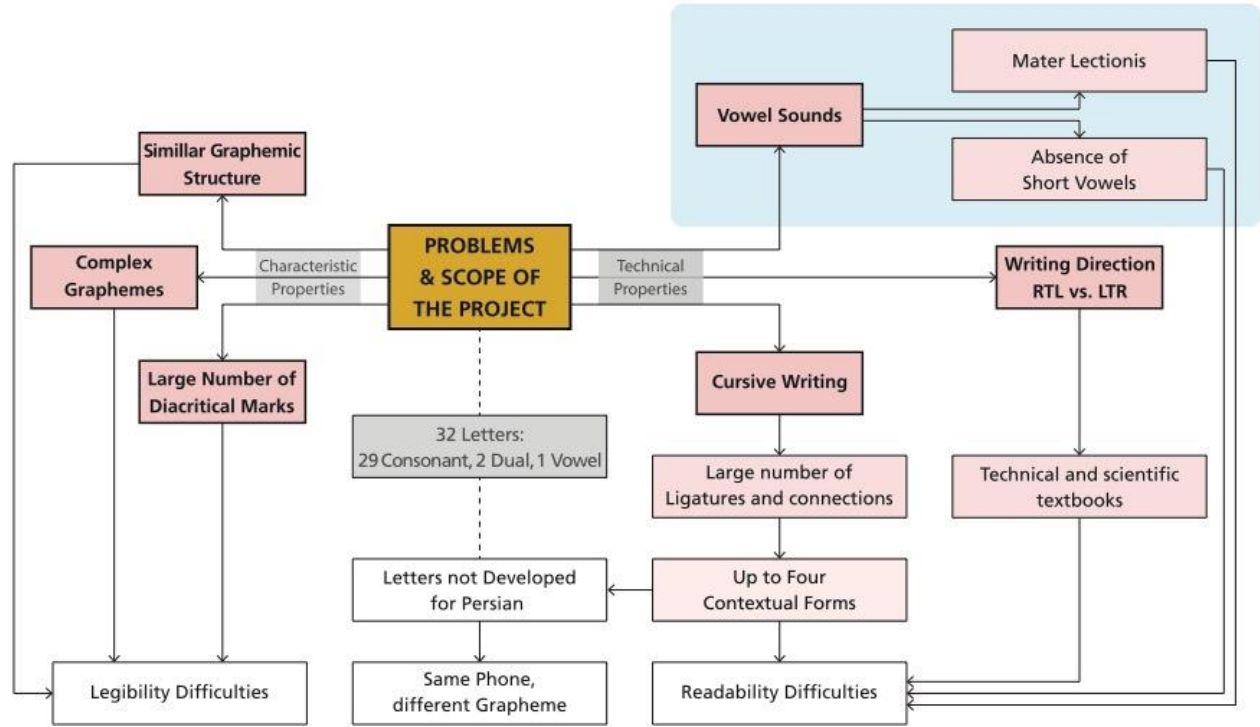 Mater Lectionis
Vowel Sounds
Absence of
Short Vowels
Simillar Graphemic
Structure
PROBLEMS
& SCOPE OF
THE PROJECT
Characteristic
Properties
Technical
Properties
Complex
Graphemes
Writing Direction
RTL vs. LTR
Large Number of
Diacritical Marks
Cursive Writing
32 Letters:
29 Consonant, 2 Dual, 1 Vowel
Large number of
Ligatures and connections
Technical and scientific
textbooks
Letters not Developed
for Persian
Up to Four
Contextual Forms
Legibility Difficulties
Same Phone,
different Grapheme
Readability Difficulties